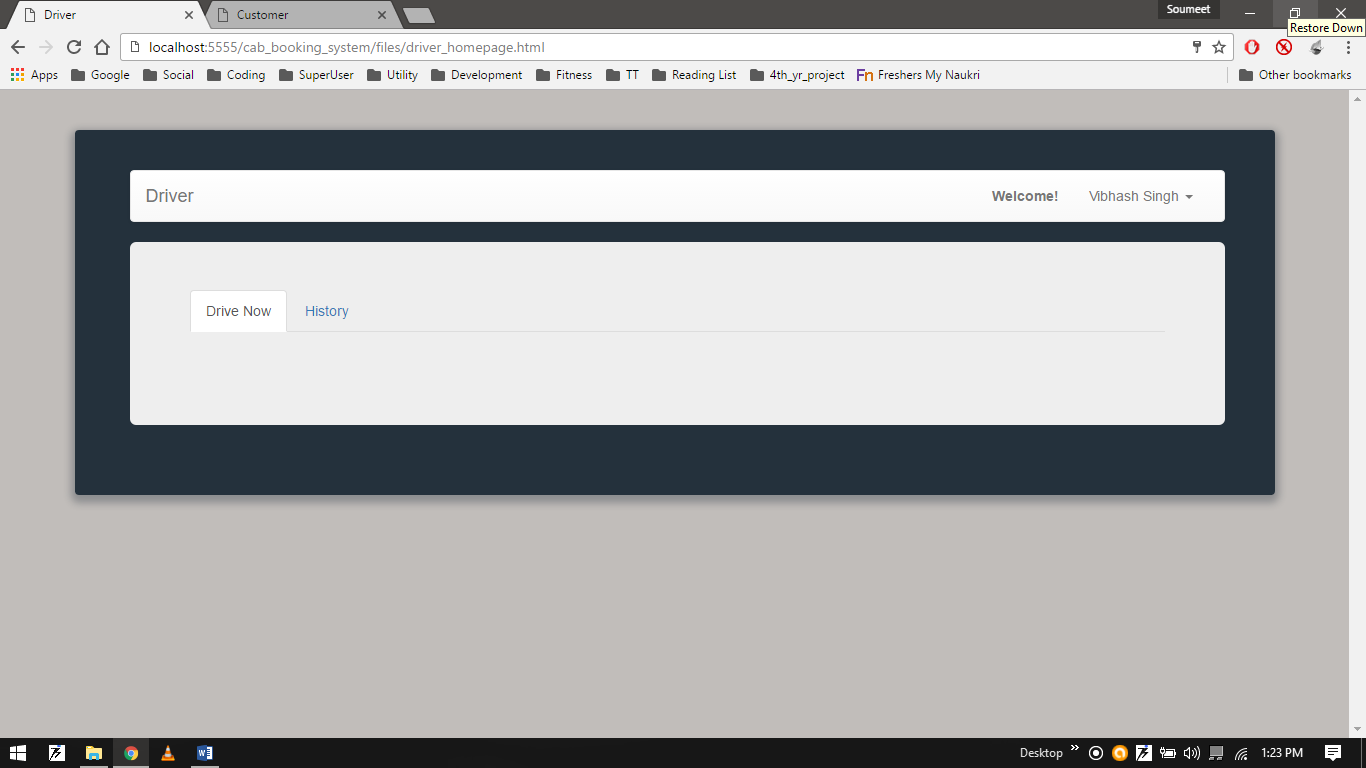 Driver
Customer
Soumeet
Restore Down
localhost:5555/cab_booking_system/files/driver_homepage.html
Apps Google Social Coding SuperUser Utility Development Fitness TT Reading List 4th_yr_project Freshers My Naukri Other bookmarks
Driver Welcome! Vibhash Singh
Drive Now History
Desktop 1:23 PM